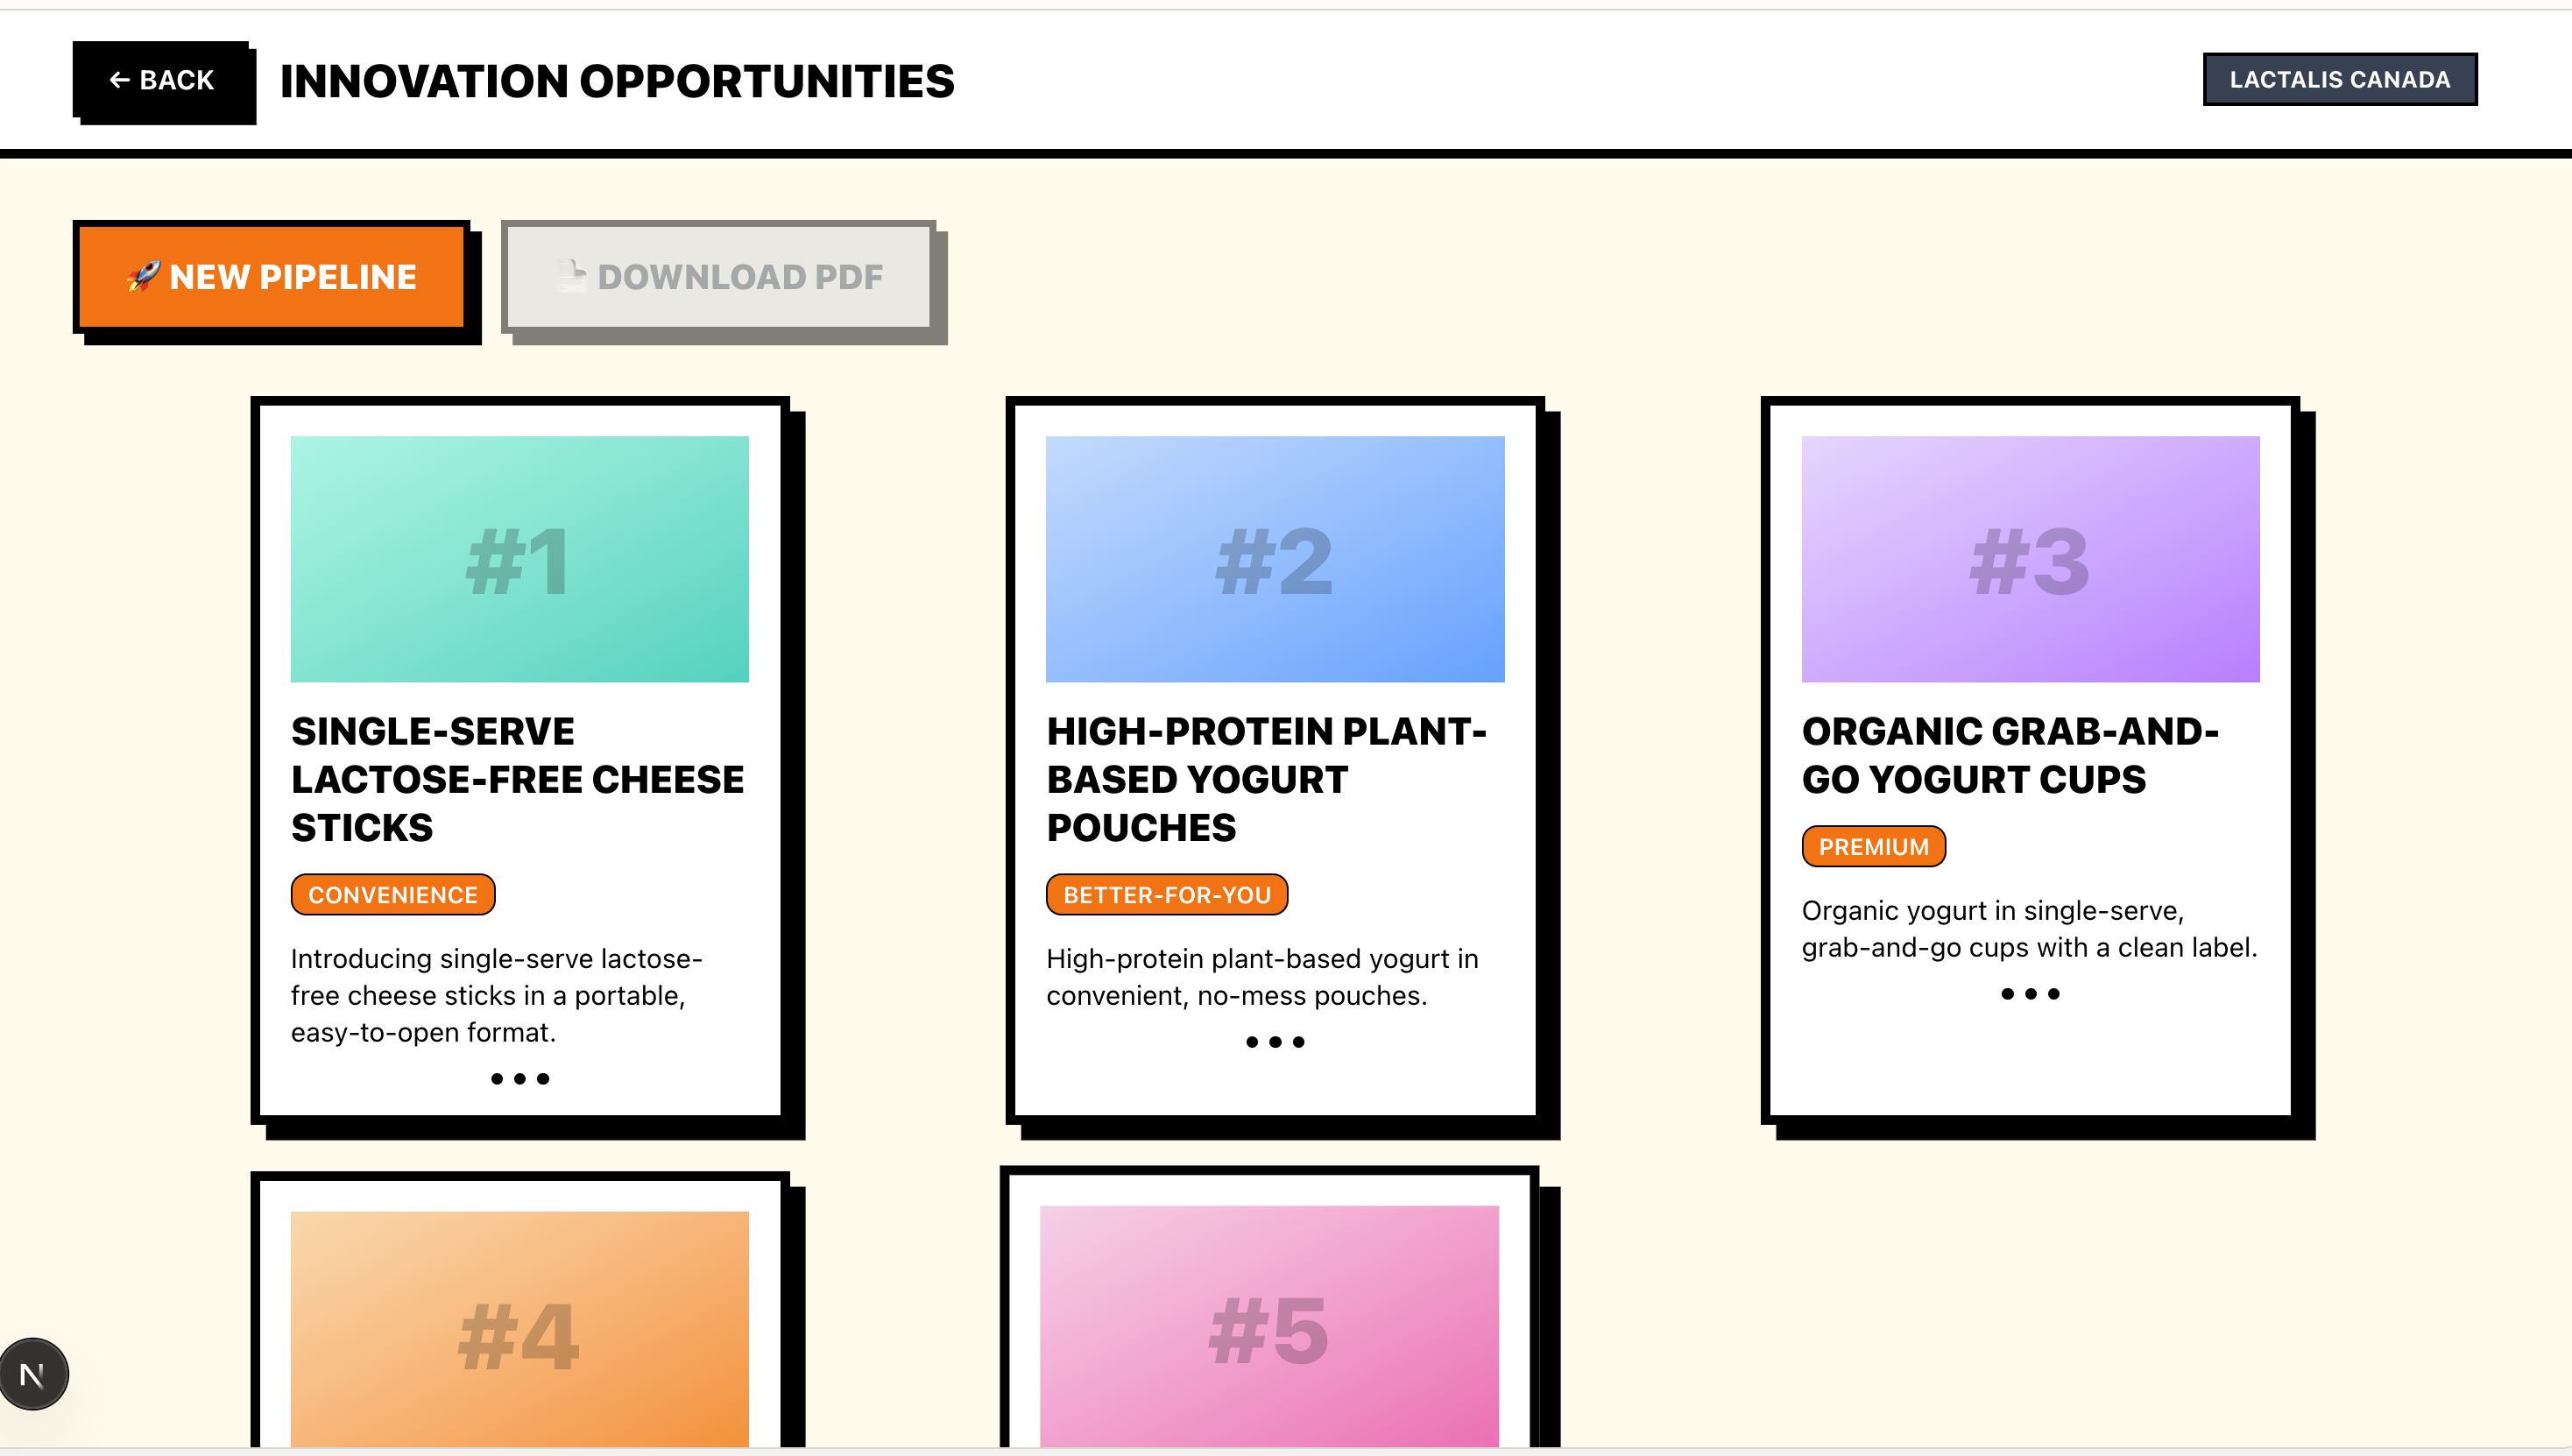 ← BACK
INNOVATION OPPORTUNITIES
LACTALIS CANADA
🚀 NEW PIPELINE
DOWNLOAD PDF
#1
SINGLE-SERVE
LACTOSE-FREE CHEESE
STICKS
CONVENIENCE
Introducing single-serve lactose-
free cheese sticks in a portable,
easy-to-open format.
•••
#2
HIGH-PROTEIN PLANT-
BASED YOGURT
POUCHES
BETTER-FOR-YOU
High-protein plant-based yogurt in
convenient, no-mess pouches.
•••
#3
ORGANIC GRAB-AND-
GO YOGURT CUPS
PREMIUM
Organic yogurt in single-serve,
grab-and-go cups with a clean label.
•••
#4
#5
N